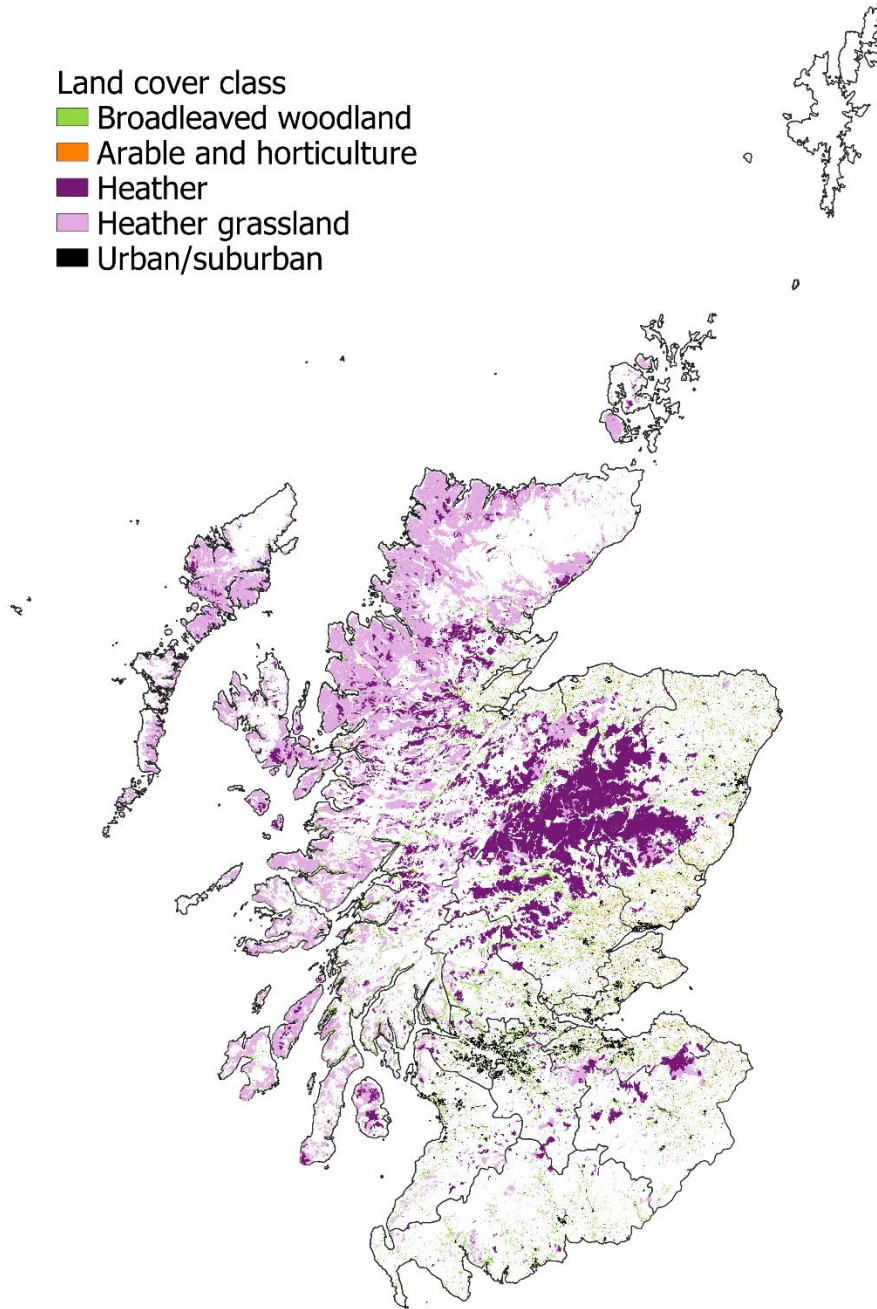 Land cover class
Broadleaved woodland
Arable and horticulture
Heather
Heather grassland
Urban/suburban